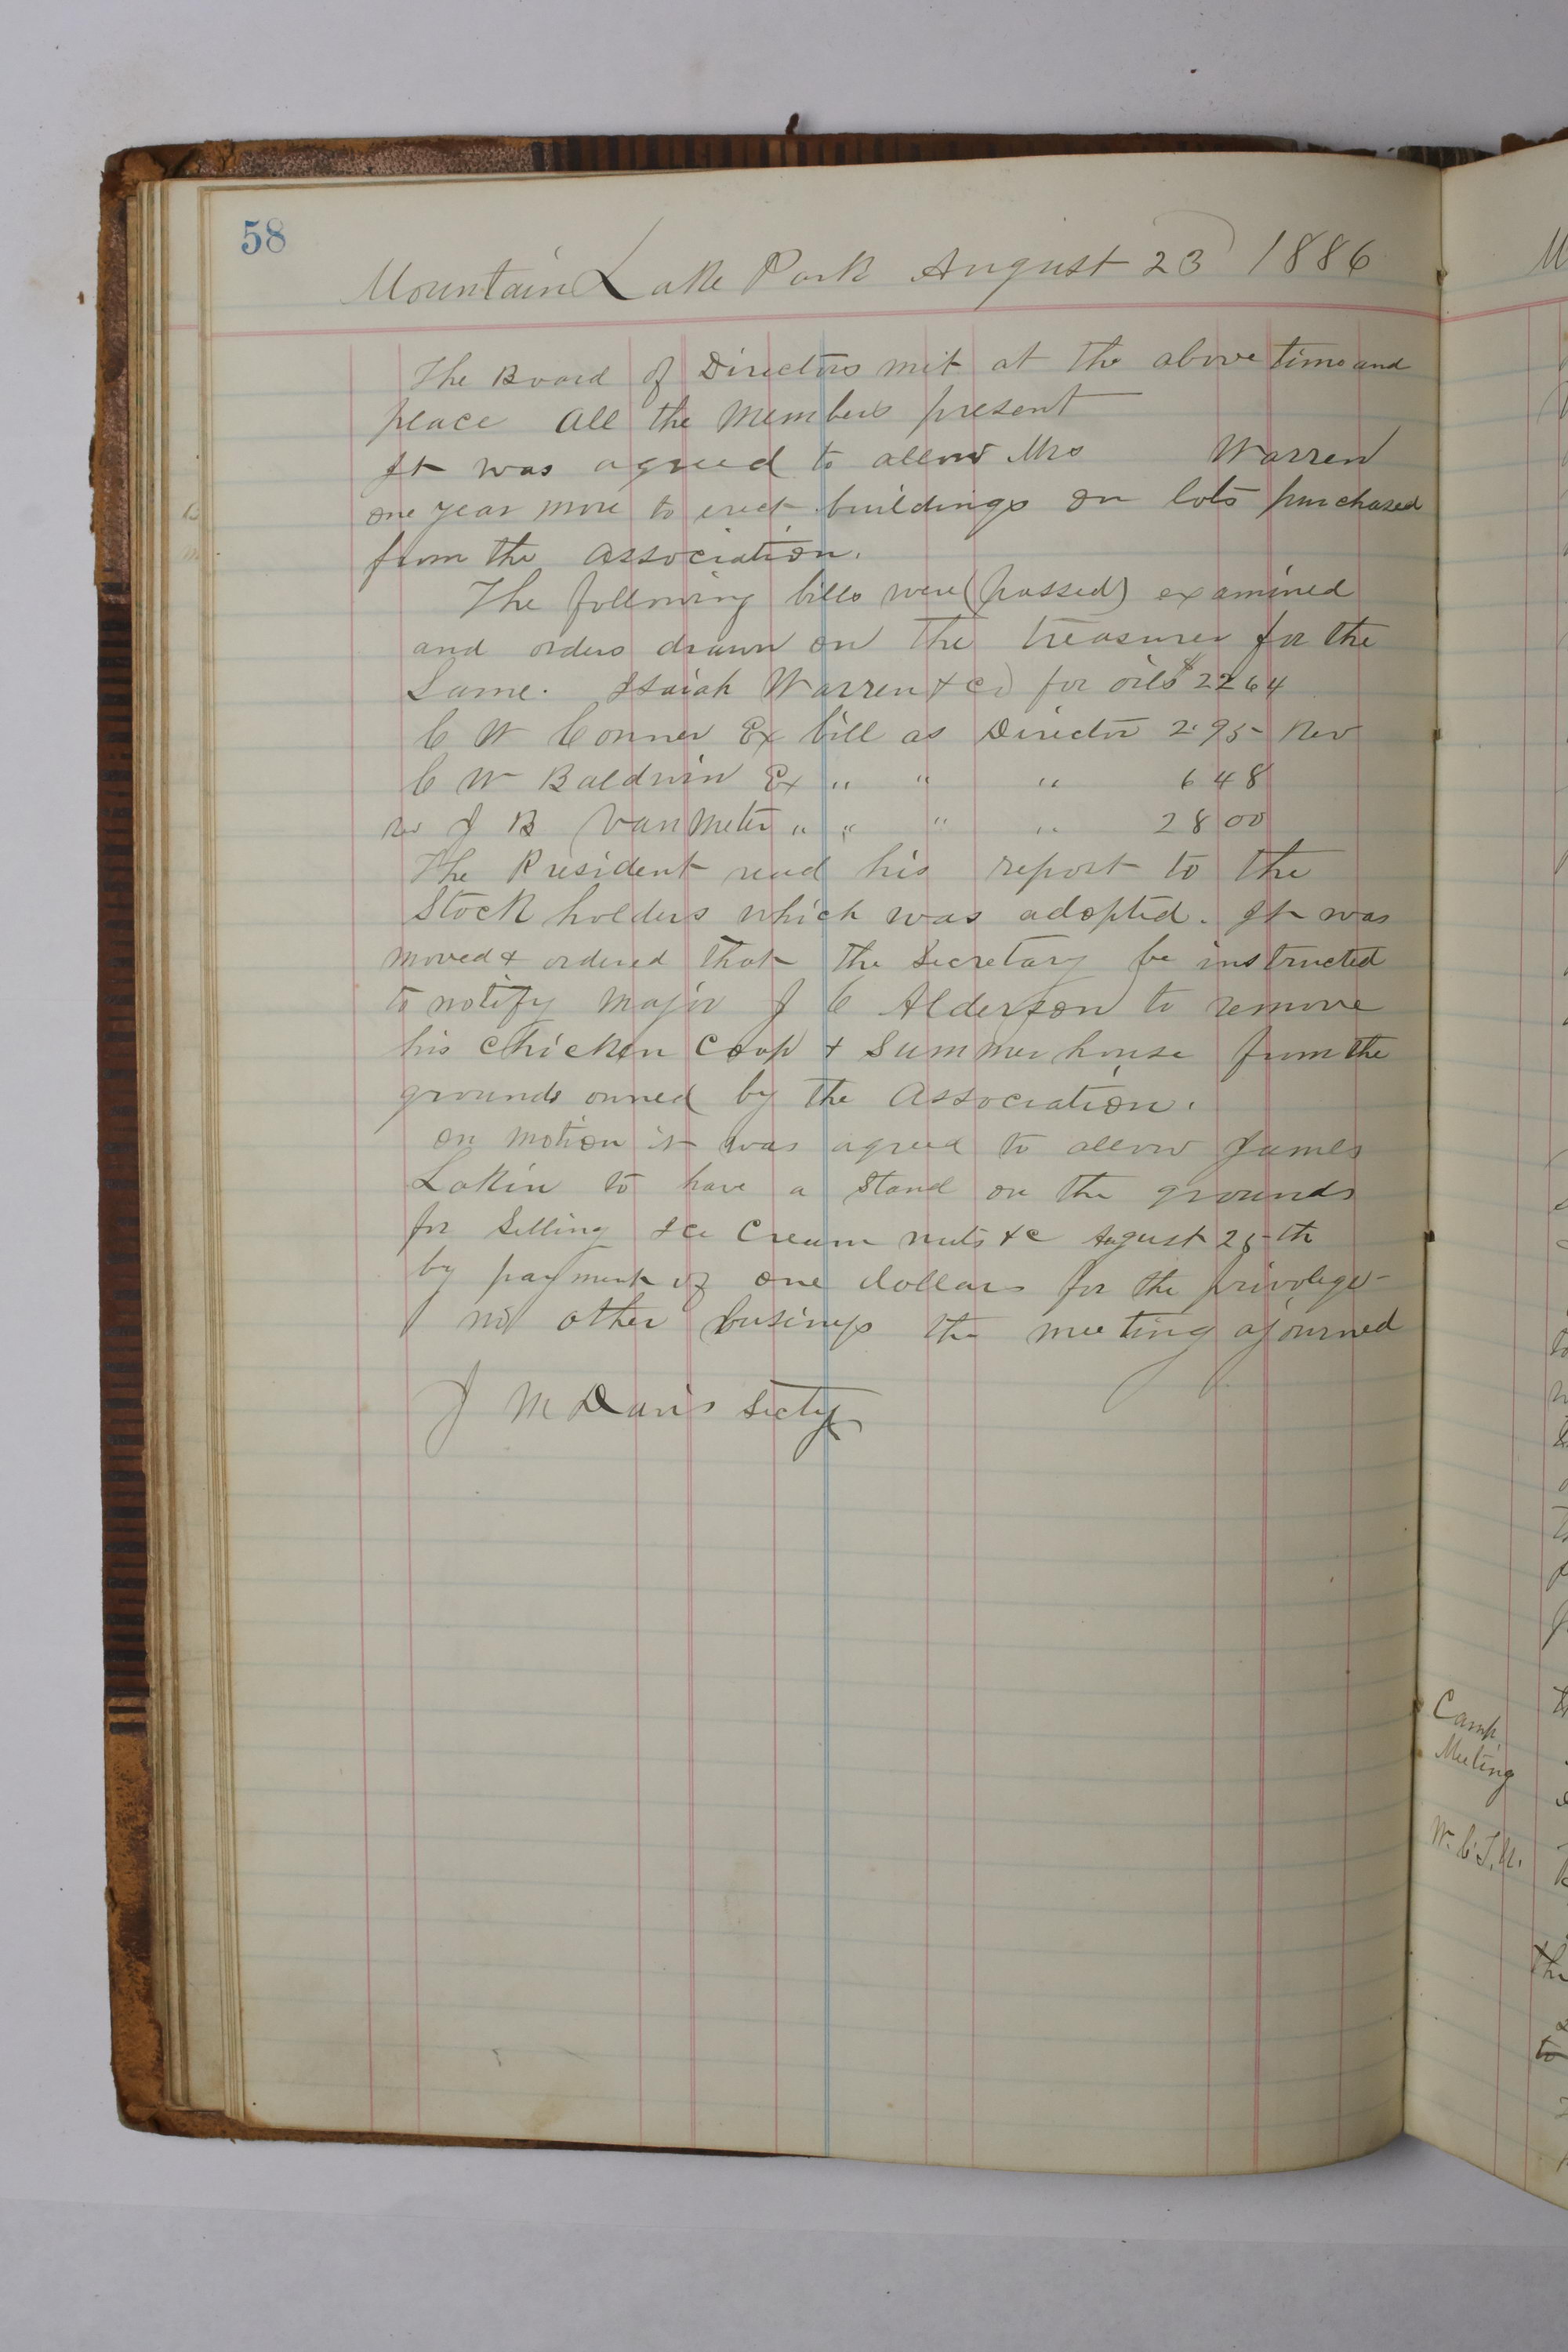 58
Mountain Lake Park August 23 1886
The Board of Directors met at the above time and
place All the Members present
It was agreed to allow Mrs Warren
one year more to erect buildings on lots purchased
from the Association.
The following bills were (passed) examined
and orders drawn on the treasurer for the
Same. Isaiah Warren & Co for oil $22 64
C W Conner Ex bill as Director 2.95 Rev
C W Baldwin Ex " " " 6 48
Rev J B VanMeter " " " " 28 00
The President read his report to the
Stock holders which was adopted. It was
moved & ordered that the Secretary be instructed
to notify Major J C Alderson to remove
his Chicken Coop & Summer house from the
grounds owned by the Association.
on motion it was agreed to allow James
Lakin to have a Stand on the grounds
for Selling Ice Cream nuts &c August 25th
by payment of one dollar for the privolege
no other business the meeting ajourned
J M Davis Secty
Camp.
Meeting
W.C.T.U.